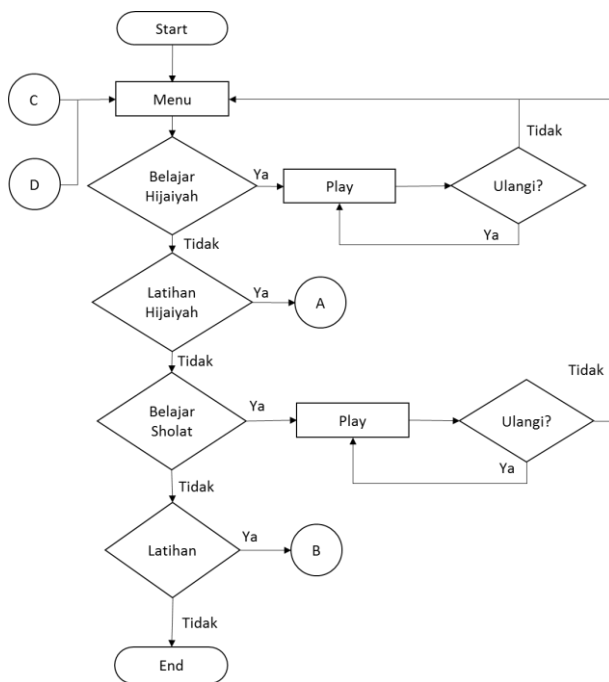 Start
C
Menu
Tidak
D
Belajar
Hijaiyah
Ya
Play
Ulangi?
Ya
Tidak
Latihan
Hijaiyah
Ya
A
Tidak
Tidak
Belajar
Sholat
Ya
Play
Ulangi?
Ya
Tidak
Latihan
Ya
B
Tidak
End